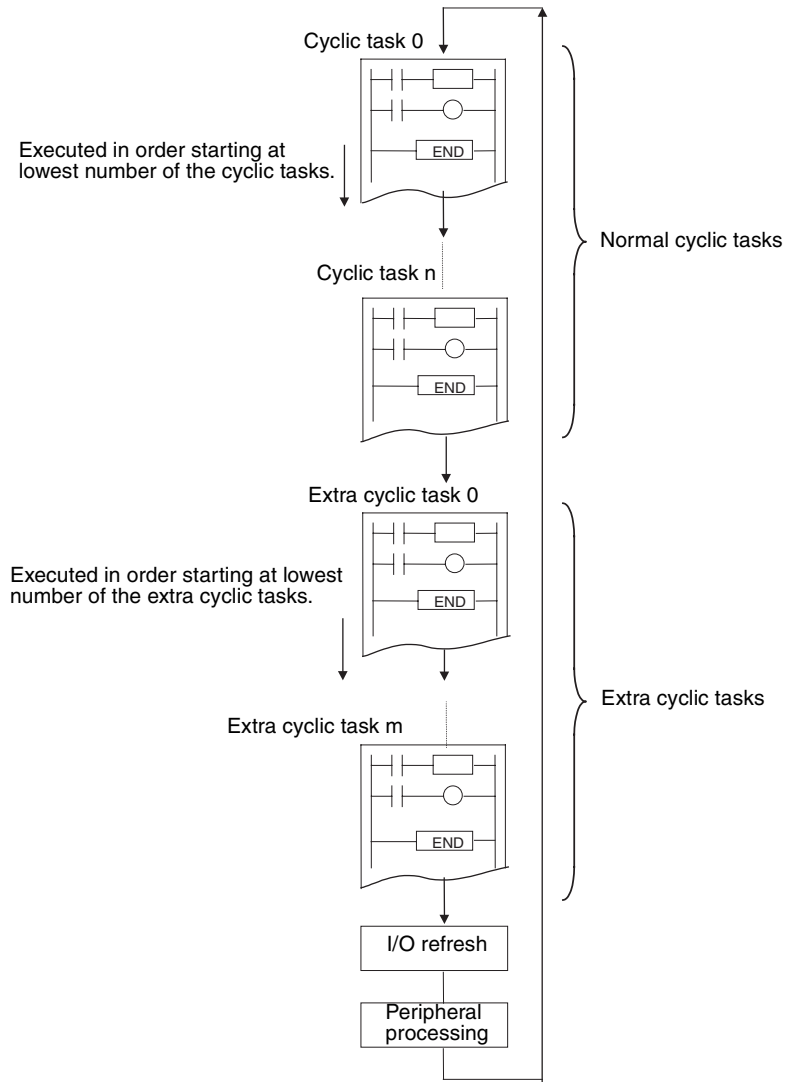 Cyclic task 0
END
Executed in order starting at
lowest number of the cyclic tasks.
Normal cyclic tasks
Cyclic task n
END
Extra cyclic task 0
END
Executed in order starting at lowest
number of the extra cyclic tasks.
Extra cyclic tasks
Extra cyclic task m
END
I/O refresh
Peripheral
processing